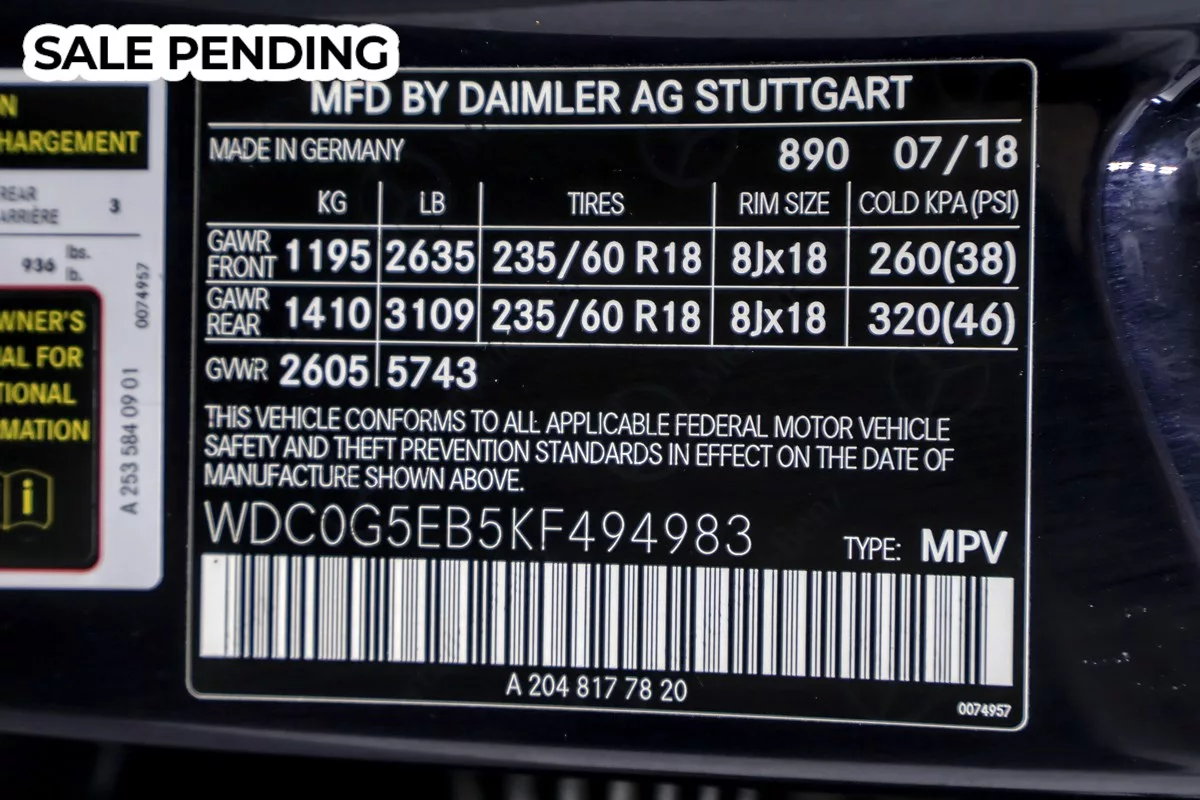 SALE PENDING
N
HARGEMENT
REAR
ARRIÈRE 3
936 lbs.
lb.
0074957
WNER'S
AL FOR
TIONAL
MATION
i
A 253 584 09 01
MFD BY DAIMLER AG STUTTGART
MADE IN GERMANY 890 07/18
KG LB TIRES RIM SIZE COLD KPA(PSI)
GAWR FRONT 1195 2635 235/60 R18 8Jx18 260(38)
GAWR REAR 1410 3109 235/60 R18 8Jx18 320(46)
GVWR 2605 5743
THIS VEHICLE CONFORMS TO ALL APPLICABLE FEDERAL MOTOR VEHICLE
SAFETY AND THEFT PREVENTION STANDARDS IN EFFECT ON THE DATE OF
MANUFACTURE SHOWN ABOVE.
WDC0G5EB5KF494983 TYPE: MPV
A 204 817 78 20
0074957